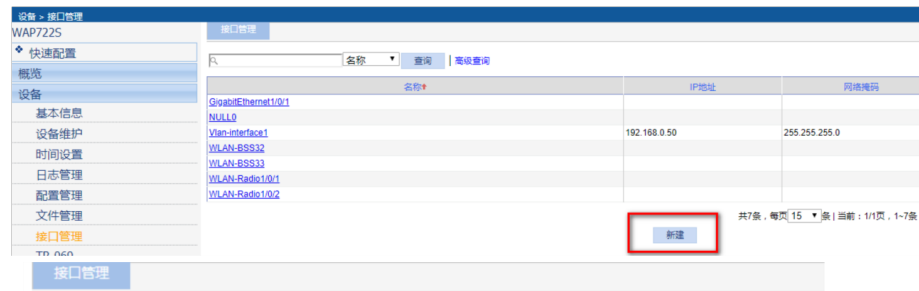 设备 > 接口管理
WAP722S
接口管理
快速配置
名称 查询 高级查询
概览
名称 IP地址 网络掩码
设备
GigabitEthernet1/0/1
基本信息
NULL0
设备维护
Vlan-interface1 192.168.0.50 255.255.255.0
WLAN-BSS32
时间设置
WLAN-BSS33
日志管理
WLAN-Radio1/0/1
配置管理
WLAN-Radio1/0/2
文件管理
共7条，每页 15 条 | 当前：1/1页，1~7条
接口管理
新建
TR-069
接口管理